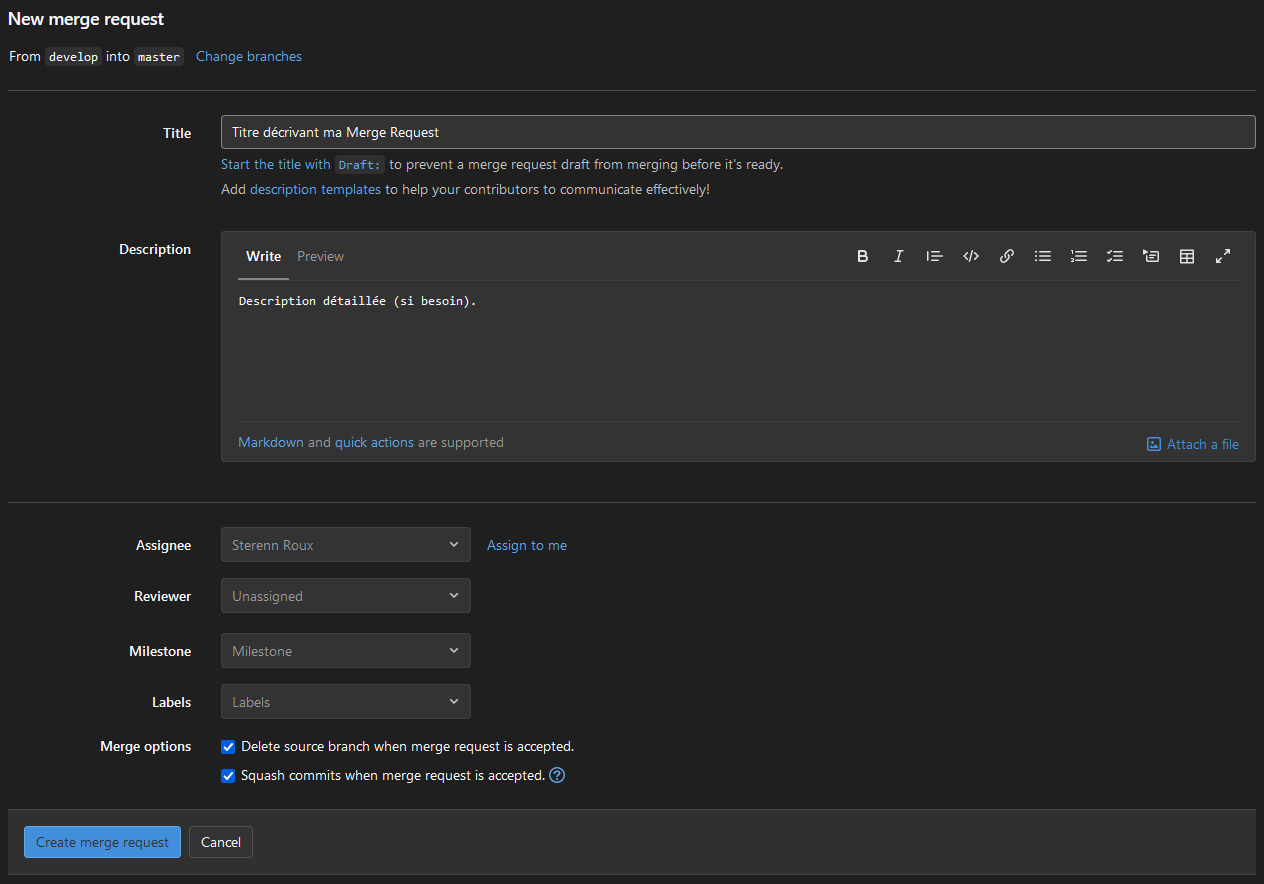 New merge request
From develop into master Change branches
Title
Titre décrivant ma Merge Request
Start the title with Draft: to prevent a merge request draft from merging before it's ready.
Add description templates to help your contributors to communicate effectively!
Description
Write Preview
Description détaillée (si besoin).
Markdown and quick actions are supported
Attach a file
Assignee
Sterenn Roux
Assign to me
Reviewer
Unassigned
Milestone
Milestone
Labels
Labels
Merge options
Delete source branch when merge request is accepted.
Squash commits when merge request is accepted.
Create merge request
Cancel